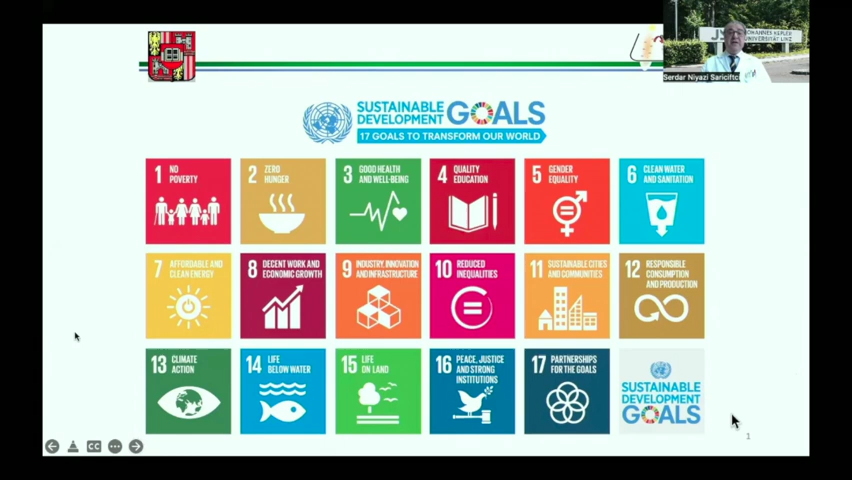 JOHANNES KEPLER
UNIVERSITÄT LINZ
Serdar Niyazi Sariciftci
SUSTAINABLE
DEVELOPMENT
GOALS
17 GOALS TO TRANSFORM OUR WORLD
1 NO
POVERTY
2 ZERO
HUNGER
3 GOOD HEALTH
AND WELL-BEING
4 QUALITY
EDUCATION
5 GENDER
EQUALITY
6 CLEAN WATER
AND SANITATION
7 AFFORDABLE AND
CLEAN ENERGY
8 DECENT WORK AND
ECONOMIC GROWTH
9 INDUSTRY, INNOVATION
AND INFRASTRUCTURE
10 REDUCED
INEQUALITIES
11 SUSTAINABLE CITIES
AND COMMUNITIES
12 RESPONSIBLE
CONSUMPTION
AND PRODUCTION
13 CLIMATE
ACTION
14 LIFE
BELOW WATER
15 LIFE
ON LAND
16 PEACE, JUSTICE
AND STRONG
INSTITUTIONS
17 PARTNERSHIPS
FOR THE GOALS
SUSTAINABLE
DEVELOPMENT
GOALS
CC
1